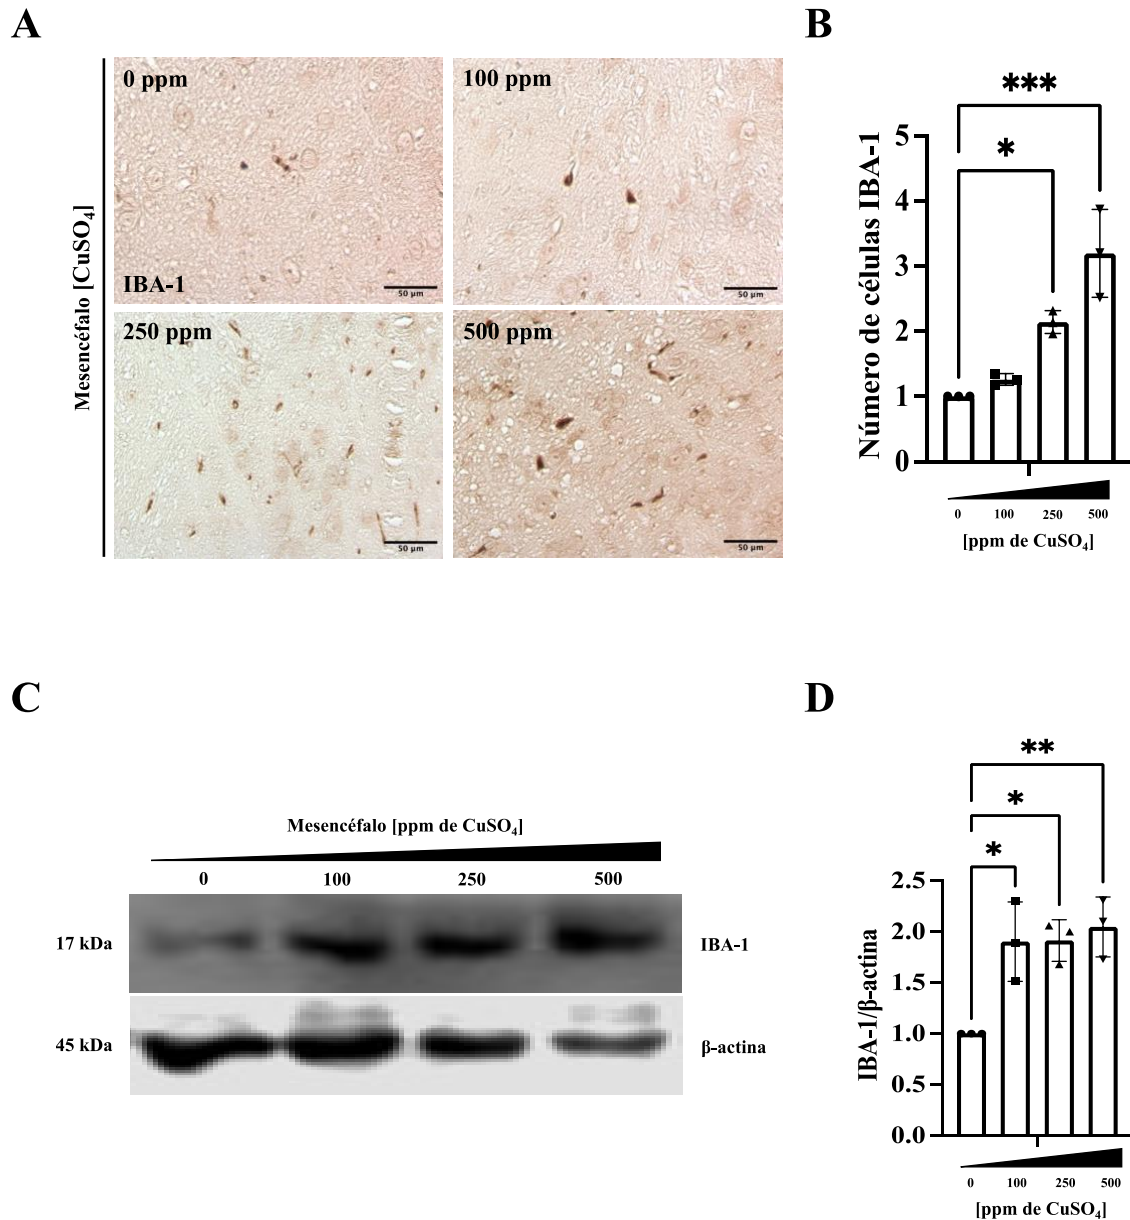 A
Mesencéfalo [CuSO₄]
0 ppm
IBA-1
50 µm
100 ppm
50 µm
250 ppm
50 µm
500 ppm
50 µm
B
***
*
Número de células IBA-1
5
4
3
2
1
0
0 100 250 500
[ppm de CuSO₄]
C
Mesencéfalo [ppm de CuSO₄]
0 100 250 500
17 kDa IBA-1
45 kDa β-actina
D
**
*
*
IBA-1/β-actina
2.5
2.0
1.5
1.0
0.5
0.0
0 100 250 500
[ppm de CuSO₄]